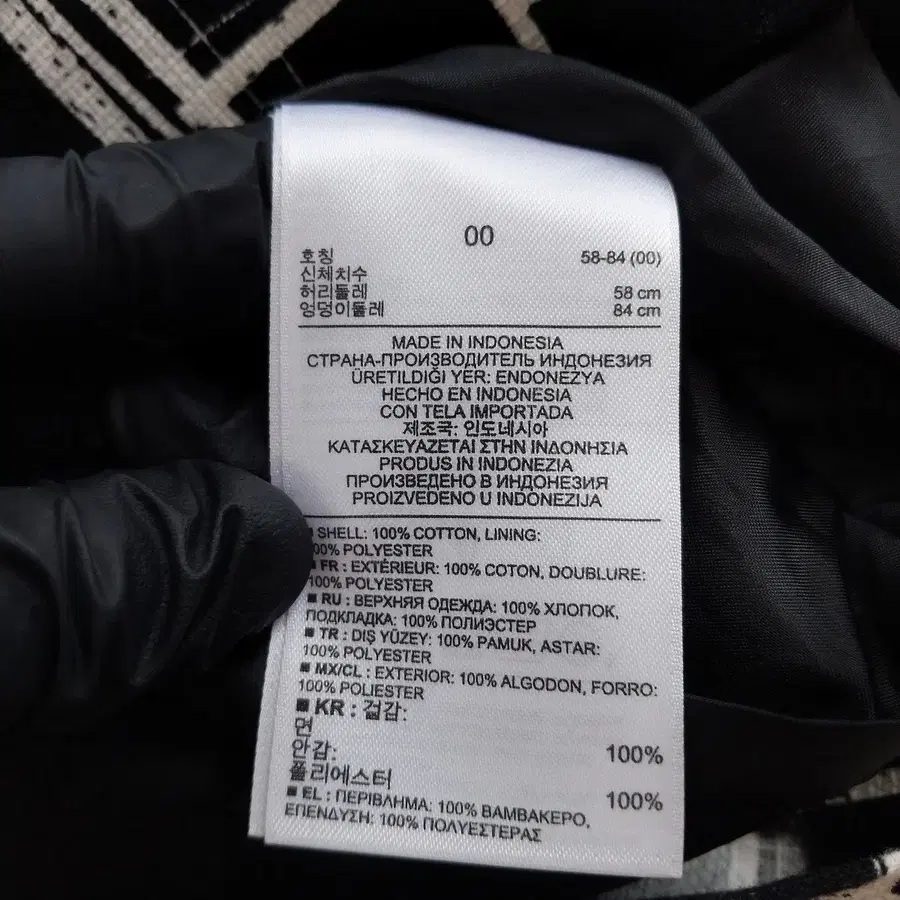 00
호칭 58-84 (00)
신체치수
허리둘레 58 cm
엉덩이둘레 84 cm
MADE IN INDONESIA
СТРАНА-ПРОИЗВОДИТЕЛЬ ИНДОНЕЗИЯ
ÜRETILDIĞI YER: ENDONEZYA
HECHO EN INDONESIA
CON TELA IMPORTADA
제조국: 인도네시아
ΚΑΤΑΣΚΕΥΑΖΕΤΑΙ ΣΤΗΝ ΙΝΔΟΝΗΣΙΑ
PRODUS IN INDONEZIA
ПРОИЗВЕДЕНО В ИНДОНЕЗИЯ
PROIZVEDENO U INDONEZIJA
■ SHELL: 100% COTTON, LINING:
00% POLYESTER
■ FR : EXTÉRIEUR: 100% COTON, DOUBLURE:
100% POLYESTER
■ RU : ВЕРХНЯЯ ОДЕЖДА: 100% ХЛОПОК,
ПОДКЛАДКА: 100% ПОЛИЭСТЕР
■ TR : DIŞ YÜZEY: 100% PAMUK, ASTAR:
100% POLYESTER
■ MX/CL : EXTERIOR: 100% ALGODON, FORRO:
100% POLIESTER
■ KR : 겉감:
면 100%
안감:
폴리에스터 100%
■ EL : ΠΕΡΙΒΛΗΜΑ: 100% ΒΑΜΒΑΚΕΡΟ,
ΕΠΕΝΔΥΣΗ: 100% ΠΟΛΥΕΣΤΕΡΑΣ